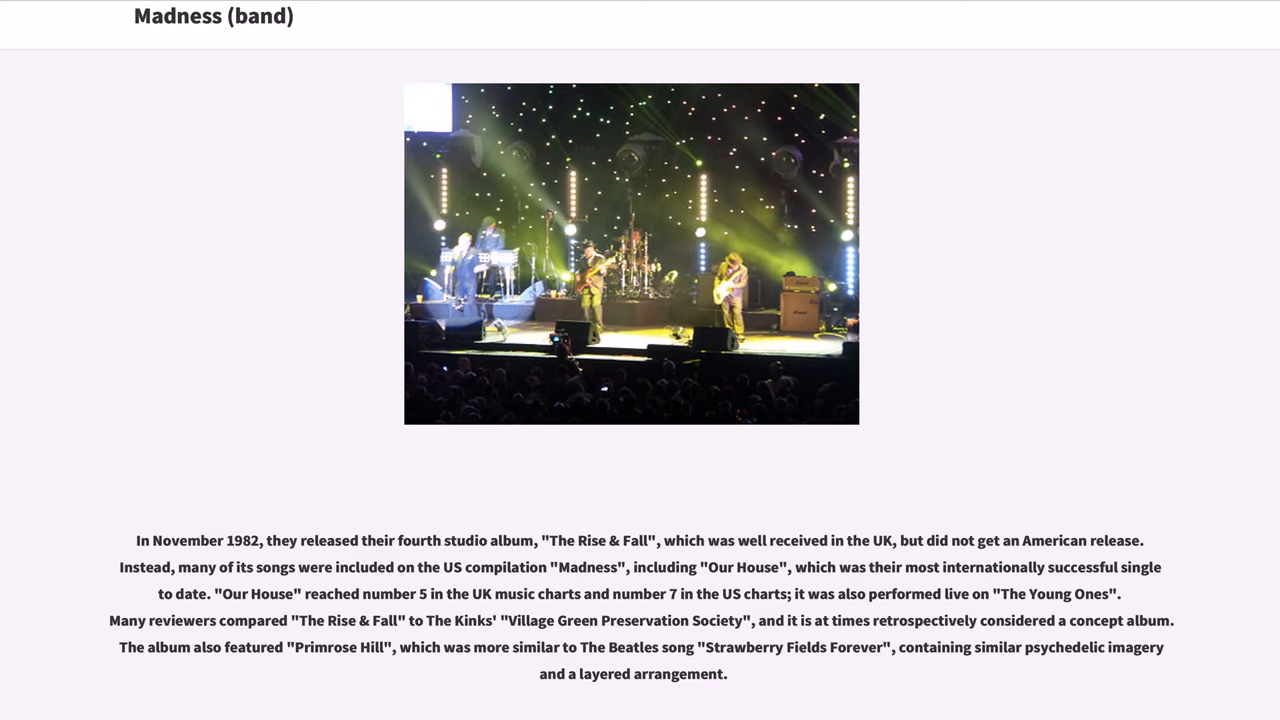 Madness (band)
In November 1982, they released their fourth studio album, "The Rise & Fall", which was well received in the UK, but did not get an American release.
Instead, many of its songs were included on the US compilation "Madness", including "Our House", which was their most internationally successful single
to date. "Our House" reached number 5 in the UK music charts and number 7 in the US charts; it was also performed live on "The Young Ones".
Many reviewers compared "The Rise & Fall" to The Kinks' "Village Green Preservation Society", and it is at times retrospectively considered a concept album.
The album also featured "Primrose Hill", which was more similar to The Beatles song "Strawberry Fields Forever", containing similar psychedelic imagery
and a layered arrangement.